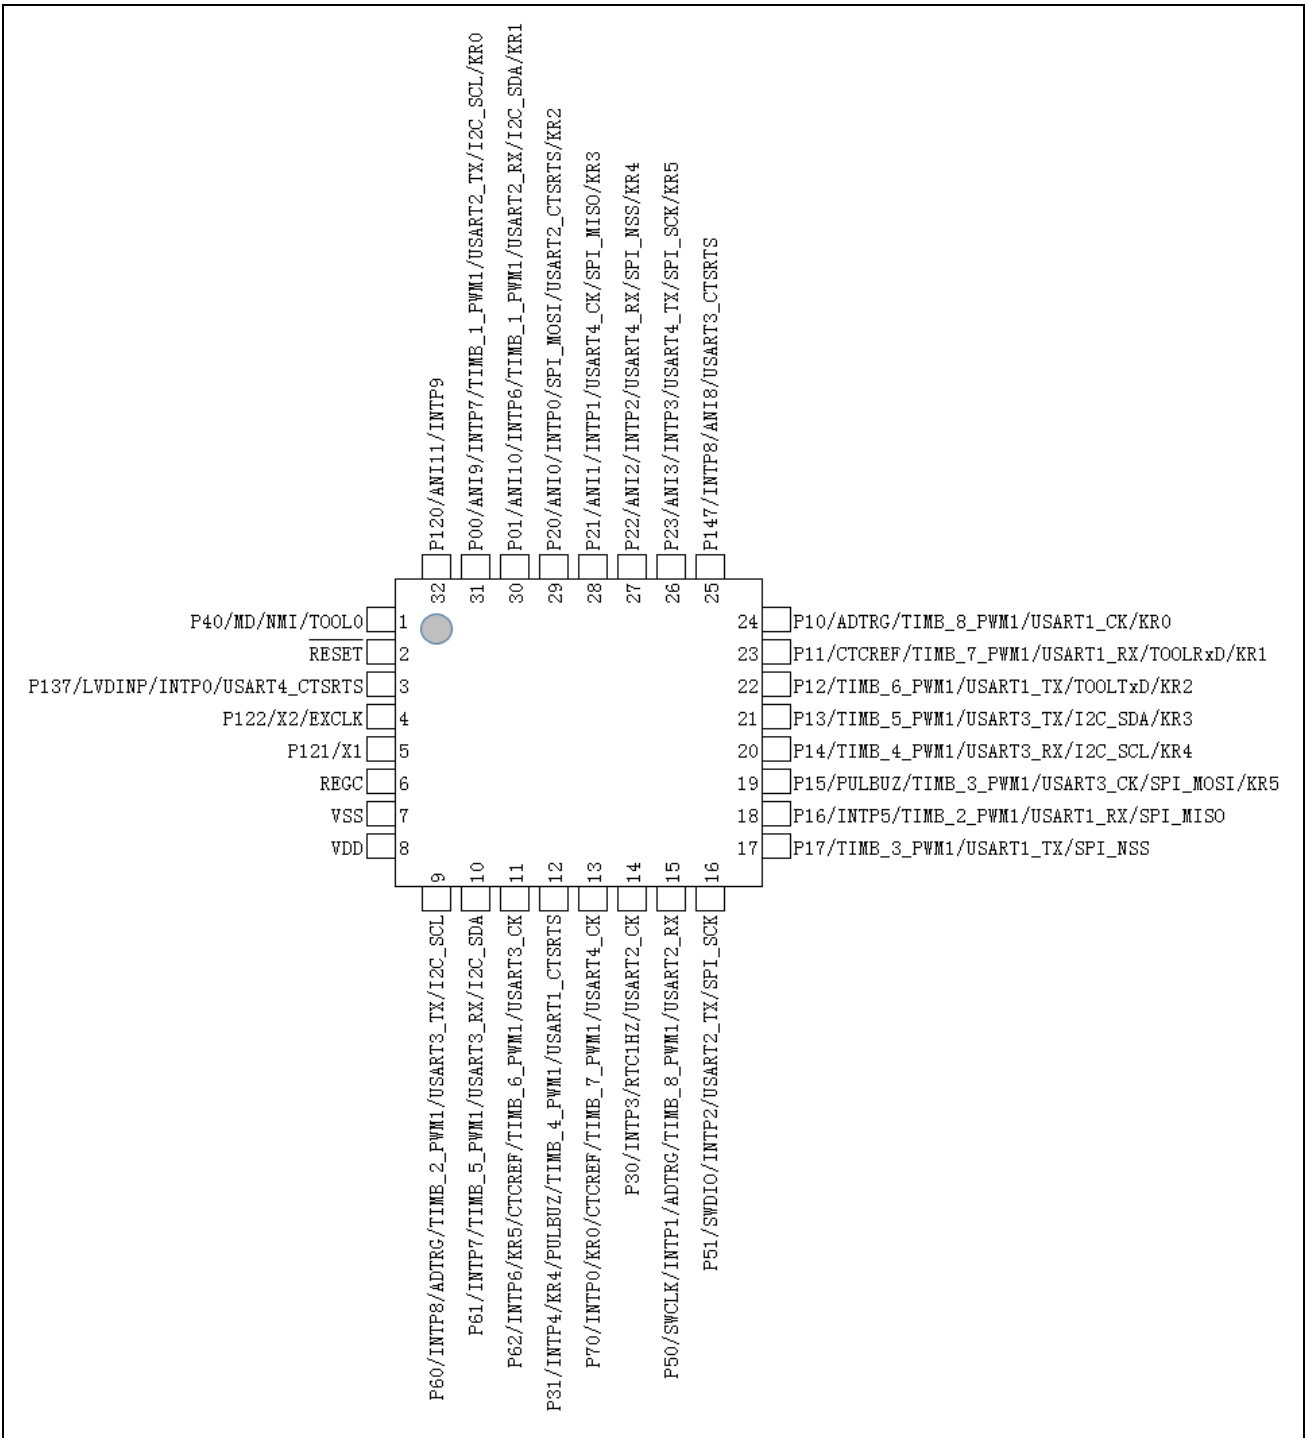 P120/ANI11/INTP9
P00/ANI9/INTP7/TIMB_1_PWM1/USART2_TX/I2C_SCL/KR0
P01/ANI10/INTP6/TIMB_1_PWM1/USART2_RX/I2C_SDA/KR1
P20/ANI0/INTP0/SPI_MOSI/USART2_CTSRTS/KR2
P21/ANI1/INTP1/USART4_CK/SPI_MISO/KR3
P22/ANI2/INTP2/USART4_RX/SPI_NSS/KR4
P23/ANI3/INTP3/USART4_TX/SPI_SCK/KR5
P147/INTP8/ANI8/USART3_CTSRTS
32 31 30 29 28 27 26 25
P40/MD/NMI/TOOL0 1
RESET 2
P137/LVDINP/INTP0/USART4_CTSRTS 3
P122/X2/EXCLK 4
P121/X1 5
REGC 6
VSS 7
VDD 8
24 P10/ADTRG/TIMB_8_PWM1/USART1_CK/KR0
23 P11/CTCREF/TIMB_7_PWM1/USART1_RX/TOOLRxD/KR1
22 P12/TIMB_6_PWM1/USART1_TX/TOOLTxD/KR2
21 P13/TIMB_5_PWM1/USART3_TX/I2C_SDA/KR3
20 P14/TIMB_4_PWM1/USART3_RX/I2C_SCL/KR4
19 P15/PULBUZ/TIMB_3_PWM1/USART3_CK/SPI_MOSI/KR5
18 P16/INTP5/TIMB_2_PWM1/USART1_RX/SPI_MISO
17 P17/TIMB_3_PWM1/USART1_TX/SPI_NSS
9 10 11 12 13 14 15 16
P60/INTP8/ADTRG/TIMB_2_PWM1/USART3_TX/I2C_SCL
P61/INTP7/TIMB_5_PWM1/USART3_RX/I2C_SDA
P62/INTP6/KR5/CTCREF/TIMB_6_PWM1/USART3_CK
P31/INTP4/KR4/PULBUZ/TIMB_4_PWM1/USART1_CTSRTS
P70/INTP0/KR0/CTCREF/TIMB_7_PWM1/USART4_CK
P30/INTP3/RTC1HZ/USART2_CK
P50/SWCLK/INTP1/ADTRG/TIMB_8_PWM1/USART2_RX
P51/SWDIO/INTP2/USART2_TX/SPI_SCK